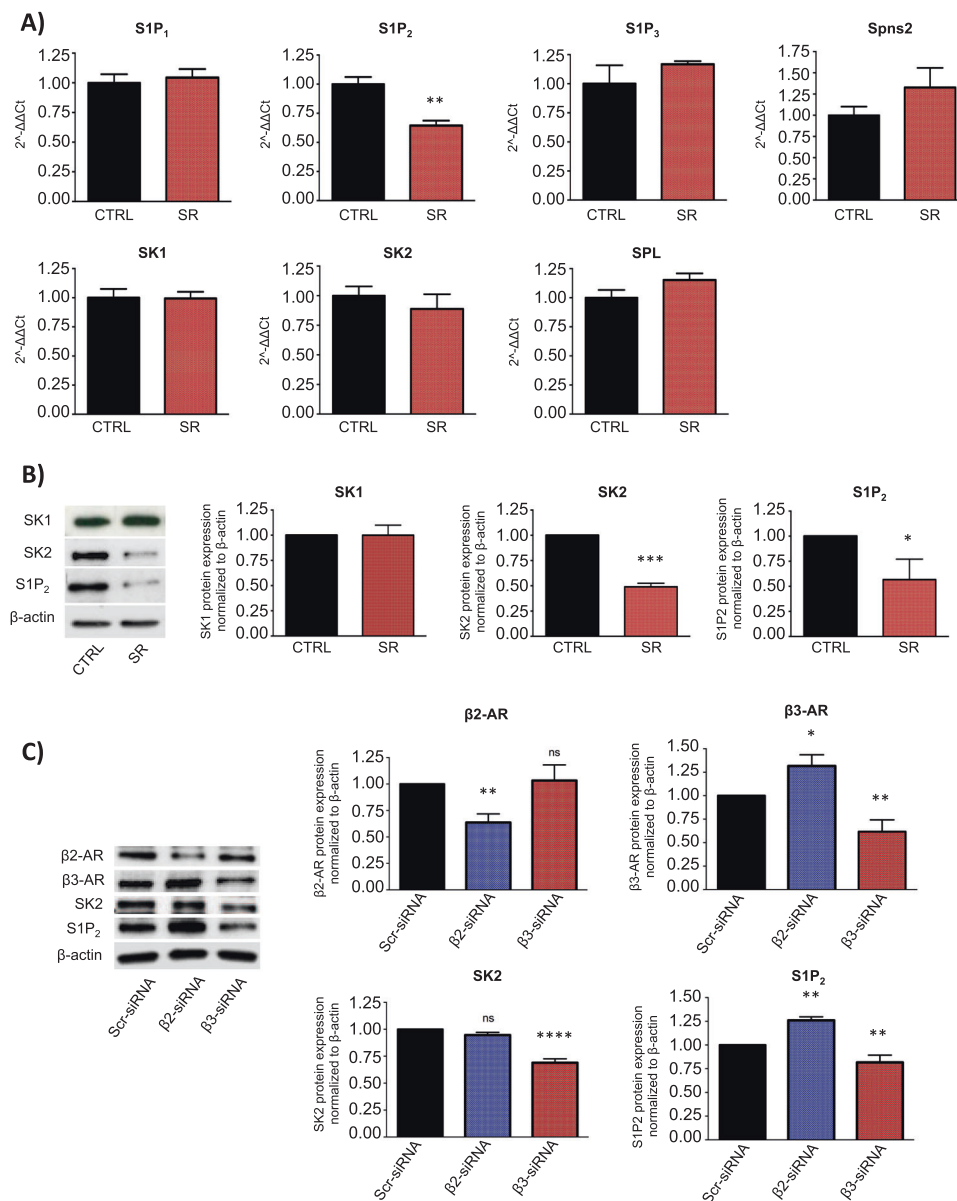 A)
S1P1
2^-ΔΔCt
1.25
1.00
0.75
0.50
0.25
0.00
CTRL SR
S1P2
2^-ΔΔCt
1.25
1.00
0.75
0.50
0.25
0.00
**
CTRL SR
S1P3
2^-ΔΔCt
1.25
1.00
0.75
0.50
0.25
0.00
CTRL SR
Spns2
2^-ΔΔCt
1.75
1.50
1.25
1.00
0.75
0.50
0.25
0.00
CTRL SR
SK1
2^-ΔΔCt
1.25
1.00
0.75
0.50
0.25
0.00
CTRL SR
SK2
2^-ΔΔCt
1.25
1.00
0.75
0.50
0.25
0.00
CTRL SR
SPL
2^-ΔΔCt
1.25
1.00
0.75
0.50
0.25
0.00
CTRL SR
B)
SK1
SK2
S1P2
β-actin
CTRL SR
SK1
SK1 protein expression
normalized to β-actin
1.25
1.00
0.75
0.50
0.25
0.00
CTRL SR
SK2
SK2 protein expression
normalized to β-actin
1.25
1.00
0.75
0.50
0.25
0.00
***
CTRL SR
S1P2
S1P2 protein expression
normalized to β-actin
1.25
1.00
0.75
0.50
0.25
0.00
*
CTRL SR
C)
β2-AR
β3-AR
SK2
S1P2
β-actin
Scr-siRNA β2-siRNA β3-siRNA
β2-AR
β2-AR protein expression
normalized to β-actin
1.25
1.00
0.75
0.50
0.25
0.00
** ns
Scr-siRNA β2-siRNA β3-siRNA
β3-AR
β3-AR protein expression
normalized to β-actin
1.50
1.25
1.00
0.75
0.50
0.25
0.00
* **
Scr-siRNA β2-siRNA β3-siRNA
SK2
SK2 protein expression
normalized to β-actin
1.25
1.00
0.75
0.50
0.25
0.00
ns ****
Scr-siRNA β2-siRNA β3-siRNA
S1P2
S1P2 protein expression
normalized to β-actin
1.50
1.25
1.00
0.75
0.50
0.25
0.00
** **
Scr-siRNA β2-siRNA β3-siRNA